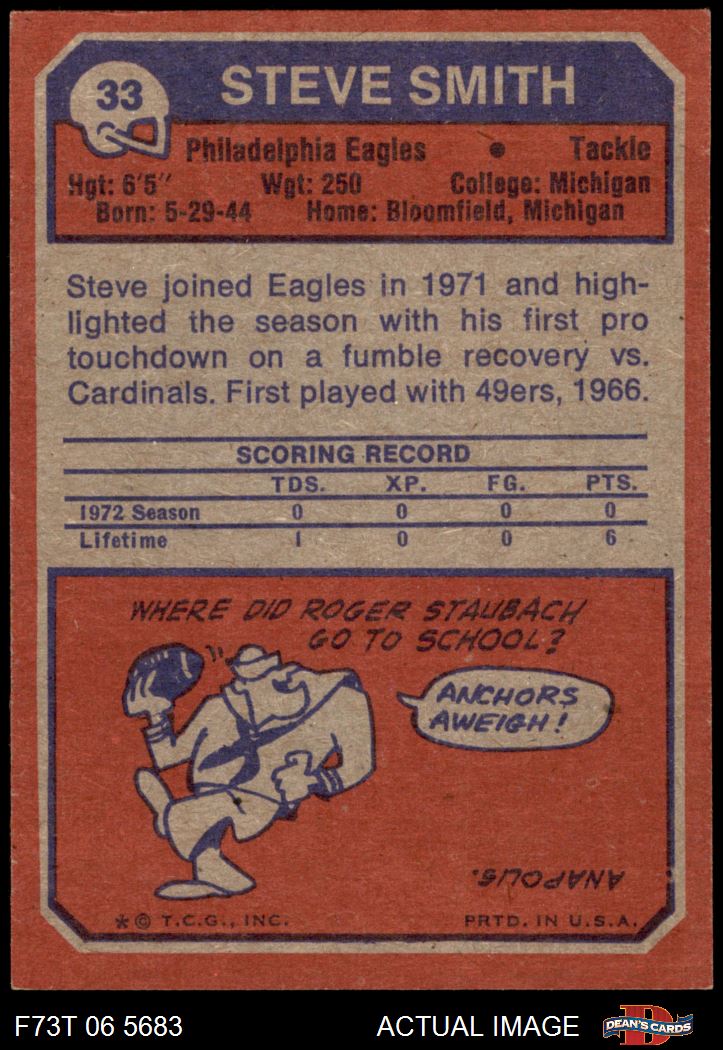 33
STEVE SMITH
Philadelphia Eagles • Tackle
Hgt: 6'5" Wgt: 250 College: Michigan
Born: 5-29-44 Home: Bloomfield, Michigan
Steve joined Eagles in 1971 and high-
lighted the season with his first pro
touchdown on a fumble recovery vs.
Cardinals. First played with 49ers, 1966.
SCORING RECORD
TDS. XP. FG. PTS.
1972 Season 0 0 0 0
Lifetime 1 0 0 6
WHERE DID ROGER STAUBACH
GO TO SCHOOL?
ANCHORS
AWEIGH!
ANAPOLIS.
* © T.C.G., INC. PRTD. IN U.S.A.
F73T 06 5683 ACTUAL IMAGE D DEAN'S CARDS